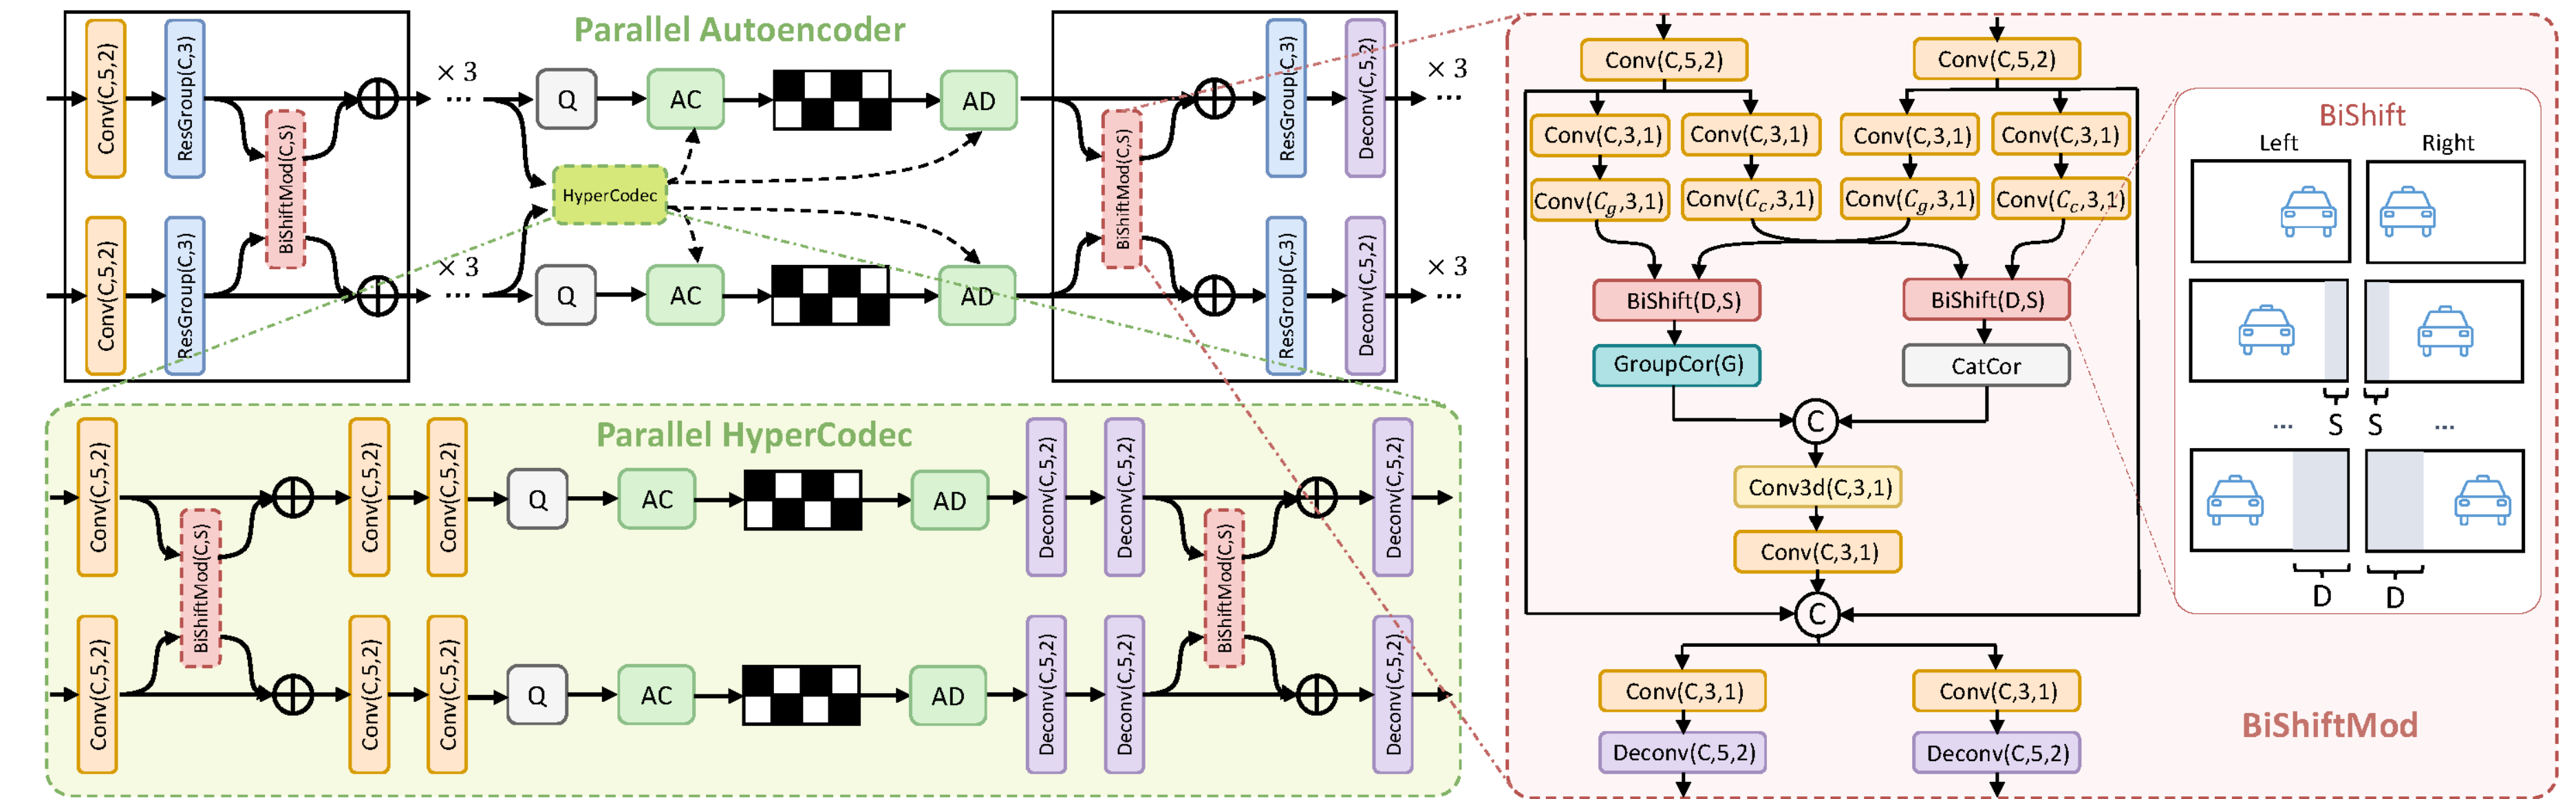 Parallel Autoencoder
Conv(C,5,2)
ResGroup(C,3)
BiShiftMod(C,S)
Conv(C,5,2)
ResGroup(C,3)
× 3
...
Q
AC
AD
HyperCodec
× 3
...
Q
AC
AD
BiShiftMod(C,S)
ResGroup(C,3)
Deconv(C,5,2)
× 3
...
ResGroup(C,3)
Deconv(C,5,2)
× 3
...
Parallel HyperCodec
Conv(C,5,2)
BiShiftMod(C,S)
Conv(C,5,2)
Conv(C,5,2)
Q
AC
AD
Deconv(C,5,2)
Deconv(C,5,2)
BiShiftMod(C,S)
Deconv(C,5,2)
Conv(C,5,2)
Conv(C,5,2)
Conv(C,5,2)
Q
AC
AD
Deconv(C,5,2)
Deconv(C,5,2)
Deconv(C,5,2)
Conv(C,5,2)
Conv(C,5,2)
Conv(C,3,1)
Conv(C,3,1)
Conv(C,3,1)
Conv(C,3,1)
Conv(C_g,3,1)
Conv(C_c,3,1)
Conv(C_g,3,1)
Conv(C_c,3,1)
BiShift(D,S)
BiShift(D,S)
GroupCor(G)
CatCor
C
Conv3d(C,3,1)
Conv(C,3,1)
C
Conv(C,3,1)
Conv(C,3,1)
Deconv(C,5,2)
Deconv(C,5,2)
BiShiftMod
BiShift
Left
Right
S
S
...
...
D
D